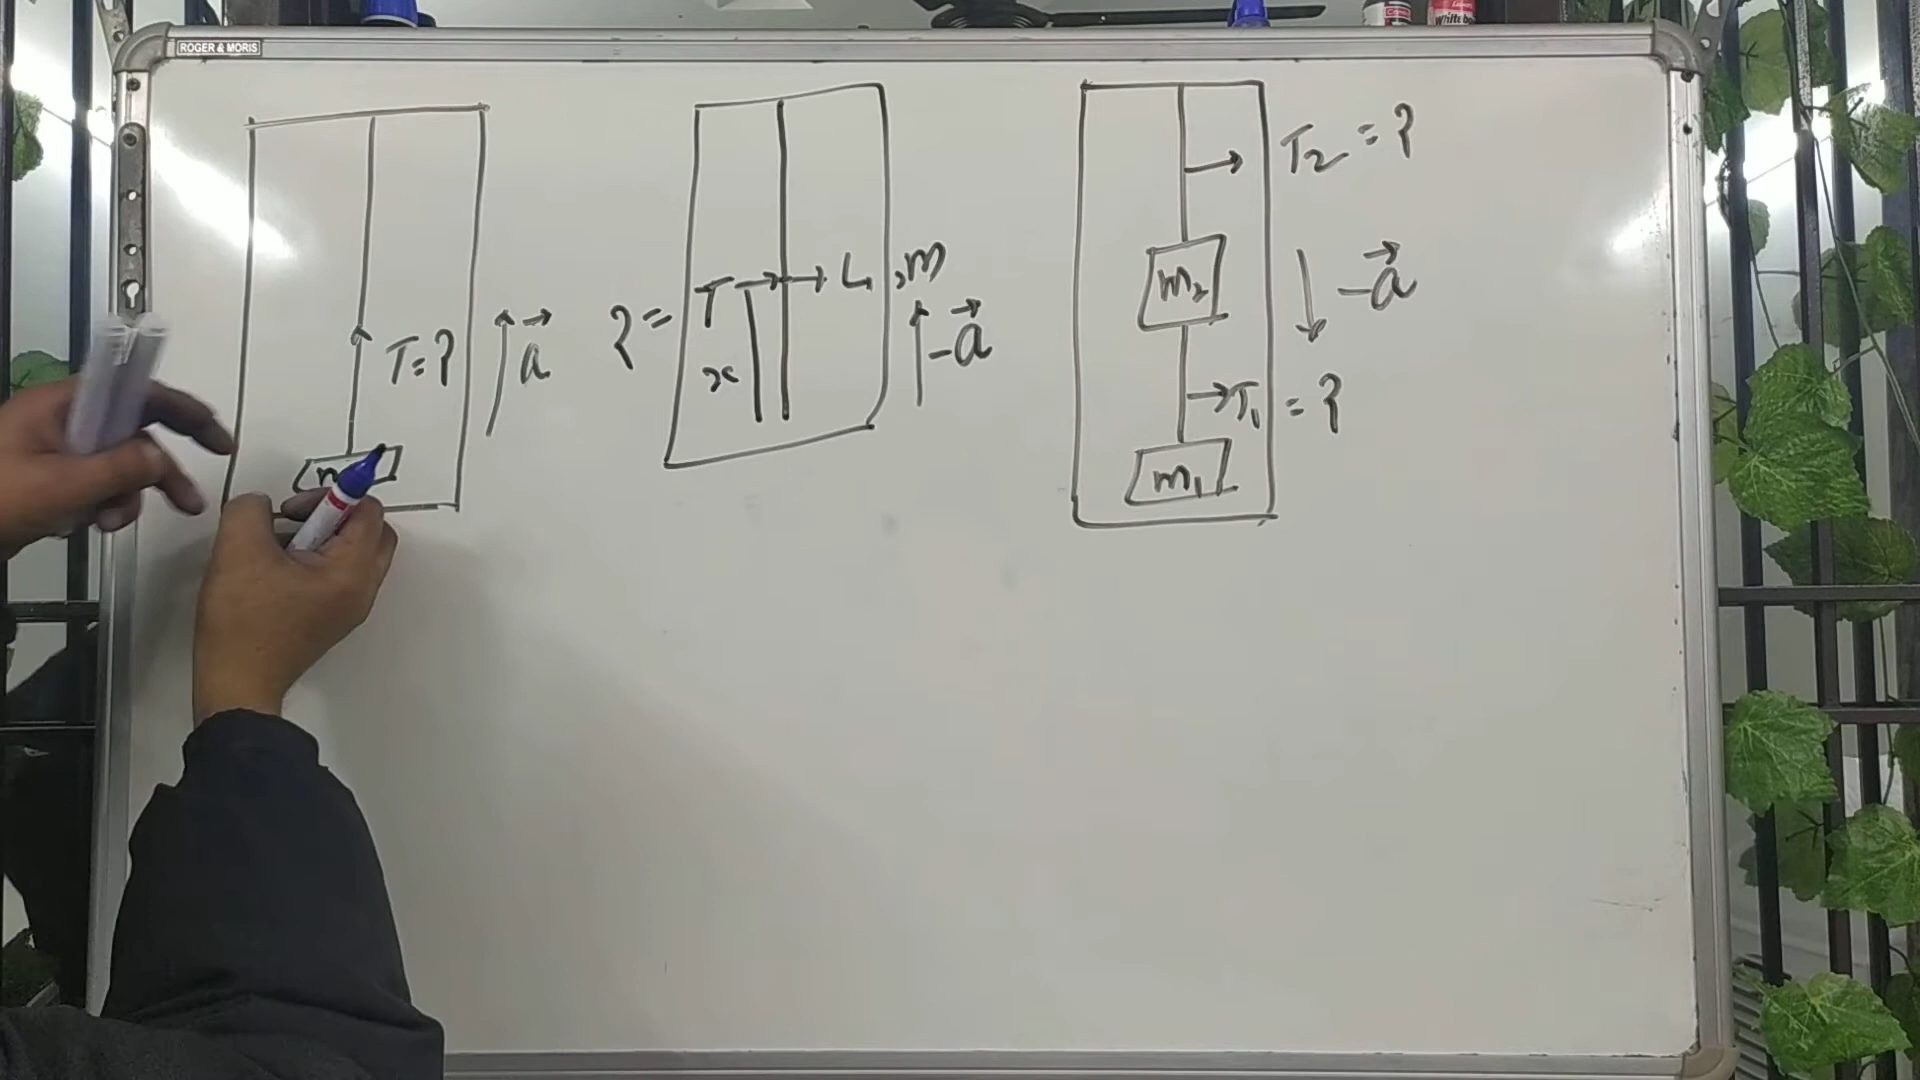 ROGER & MORIS
T=?
a
?=
T
x
L,m
-a
T2=?
m2
-a
T1=?
m1